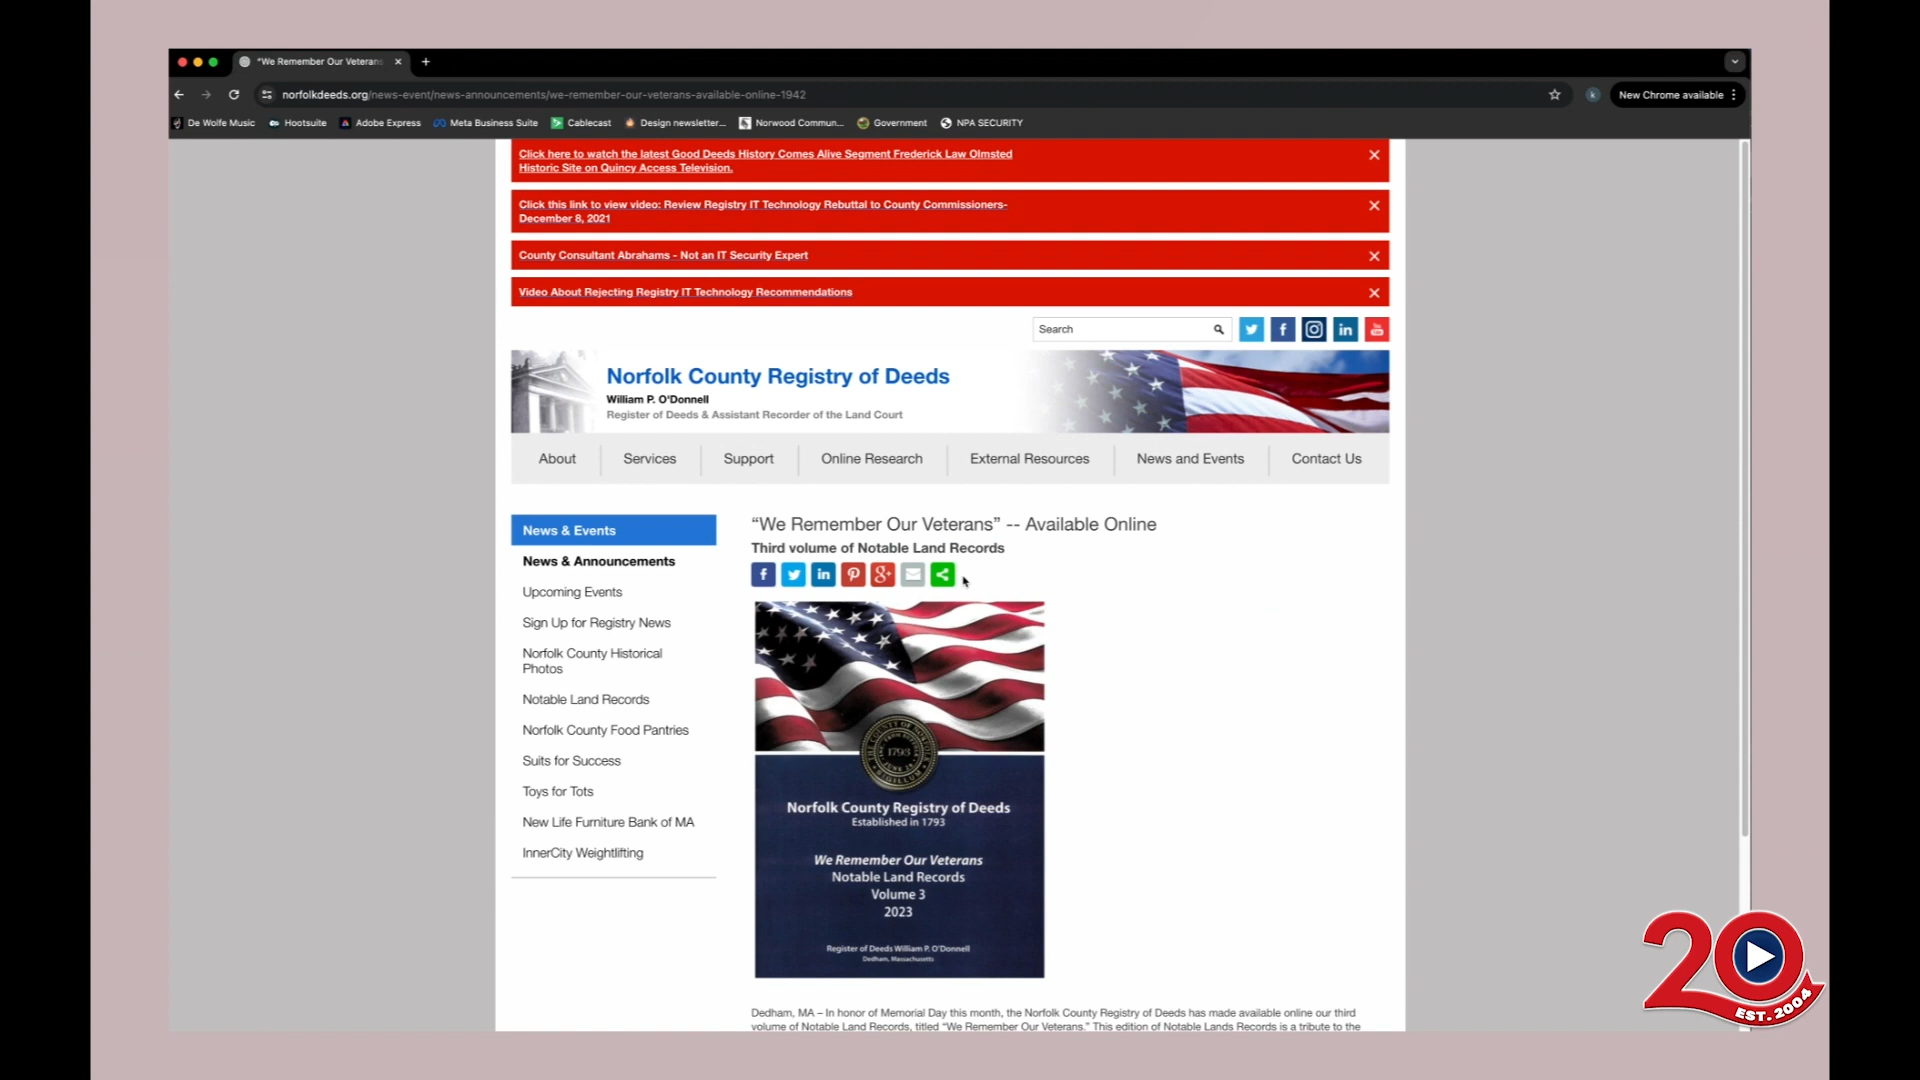 "We Remember Our Veterans
norfolkdeeds.org/news-event/news-announcements/we-remember-our-veterans-available-online-1942
New Chrome available
De Wolfe Music
Hootsuite
Adobe Express
Meta Business Suite
Cablecast
Design newsletter...
Norwood Commun...
Government
NPA SECURITY
Click here to watch the latest Good Deeds History Comes Alive Segment Frederick Law Olmsted
Historic Site on Quincy Access Television.
Click this link to view video: Review Registry IT Technology Rebuttal to County Commissioners-
December 8, 2021
County Consultant Abrahams - Not an IT Security Expert
Video About Rejecting Registry IT Technology Recommendations
Search
Norfolk County Registry of Deeds
William P. O'Donnell
Register of Deeds & Assistant Recorder of the Land Court
About
Services
Support
Online Research
External Resources
News and Events
Contact Us
News & Events
News & Announcements
Upcoming Events
Sign Up for Registry News
Norfolk County Historical
Photos
Notable Land Records
Norfolk County Food Pantries
Suits for Success
Toys for Tots
New Life Furniture Bank of MA
InnerCity Weightlifting
“We Remember Our Veterans” -- Available Online
Third volume of Notable Land Records
1793
Norfolk County Registry of Deeds
Established in 1793
We Remember Our Veterans
Notable Land Records
Volume 3
2023
Register of Deeds William P. O'Donnell
Dedham, Massachusetts
Dedham, MA – In honor of Memorial Day this month, the Norfolk County Registry of Deeds has made available online our third
volume of Notable Land Records, titled “We Remember Our Veterans.” This edition of Notable Lands Records is a tribute to the
20
EST. 2004